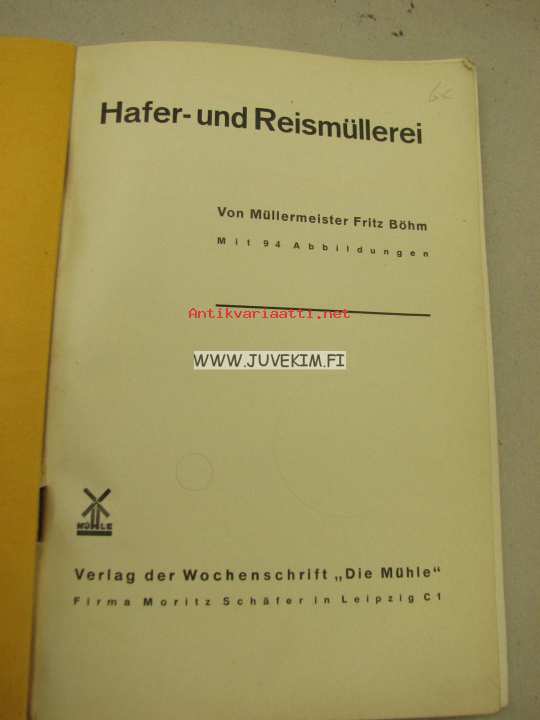 Hafer- und Reismüllerei
Von Müllermeister Fritz Böhm
Mit 94 Abbildungen
Antikvariaatti.net
WWW.JUVEKIM.FI
MÜHLE
Verlag der Wochenschrift „Die Mühle“
Firma Moritz Schäfer in Leipzig C1